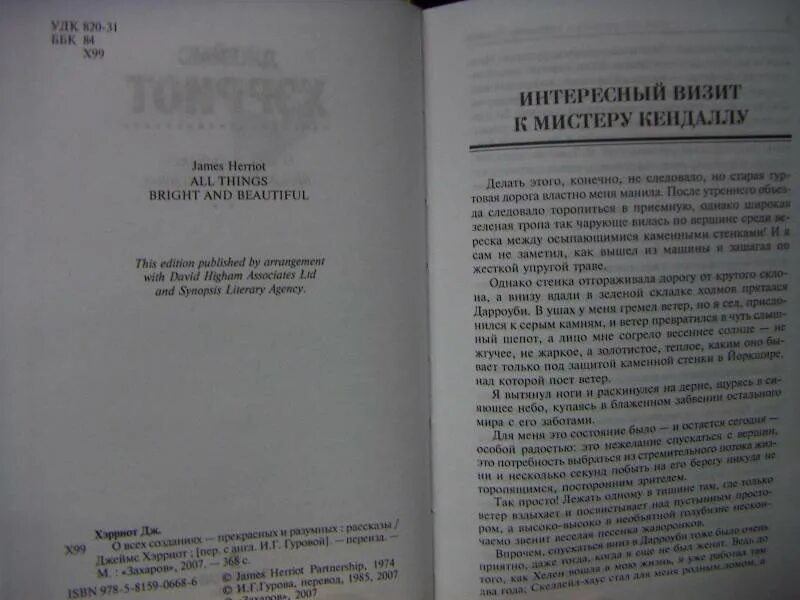 УДК 820-31
ББК 84
Х99
James Herriot
ALL THINGS
BRIGHT AND BEAUTIFUL
This edition published by arrangement
with David Higham Associates Ltd
and Synopsis Literary Agency.
Хэрриот Дж.
Х99 О всех созданиях — прекрасных и разумных : рассказы /
Джеймс Хэрриот ; [пер. с англ. И.Г. Гуровой]. — переизд. —
М. : «Захаров», 2007. — 368 с.
ISBN 978-5-8159-0668-6
© James Herriot Partnership, 1974
© И.Г.Гурова, перевод, 1985, 2007
© «Захаров», 2007
ИНТЕРЕСНЫЙ ВИЗИТ
К МИСТЕРУ КЕНДАЛЛУ
Делать этого, конечно, не следовало, но старая гур-
товая дорога властно меня манила. После утреннего объез-
да следовало торопиться в приемную, однако широкая
зеленая тропа так чарующе вилась по вершине среди ве-
реска между осыпающимися каменными стенками! И я
сам не заметил, как вышел из машины и зашагал по
жесткой упругой траве.
Однако стенка отгораживала дорогу от крутого скло-
на, а внизу вдали в зеленой складке холмов прятался
Дарроуби. В ушах у меня гремел ветер, но я сел, присло-
нился к серым камням, и ветер превратился в чуть слыш-
ный шепот, а лицо мне согрело весеннее солнце — не
жгучее, не жаркое, а золотистое, теплое, каким оно бы-
вает только под защитой каменной стенки в Йоркшире,
над которой поет ветер.
Я вытянул ноги и раскинулся на дерне, щурясь в си-
яющее небо, купаясь в блаженном забвении остального
мира с его заботами.
Для меня это состояние было — и остается сегодня —
особой радостью: это нежелание спускаться с вершин,
это потребность выбраться из стремительного потока жиз-
ни и несколько секунд побыть на его берегу никуда не
торопящимся, посторонним зрителем.
Так просто! Лежать одному в тишине там, где только
ветер вздыхает и посвистывает над пустынным просто-
ром, а высоко-высоко в необъятной голубизне нескон-
чаемо звенит веселая песенка жаворонков.
Впрочем, спускаться вниз в Дарроуби тоже было очень
приятно, даже тогда, когда я еще не был женат. Ведь до
того, как Хелен вошла в мою жизнь, я уже работал там
два года; Скелдейл-хаус стал для меня родным домом, а